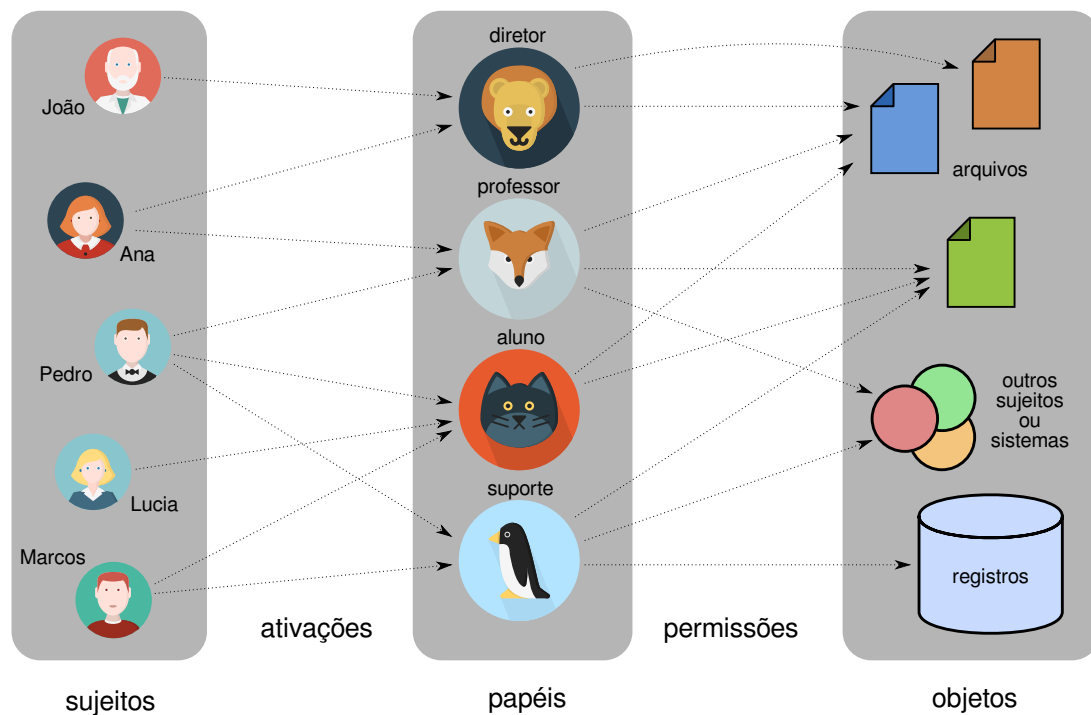 João
Ana
Pedro
Lucia
Marcos
sujeitos
ativações
diretor
professor
aluno
suporte
papéis
permissões
arquivos
outros
sujeitos
ou
sistemas
registros
objetos